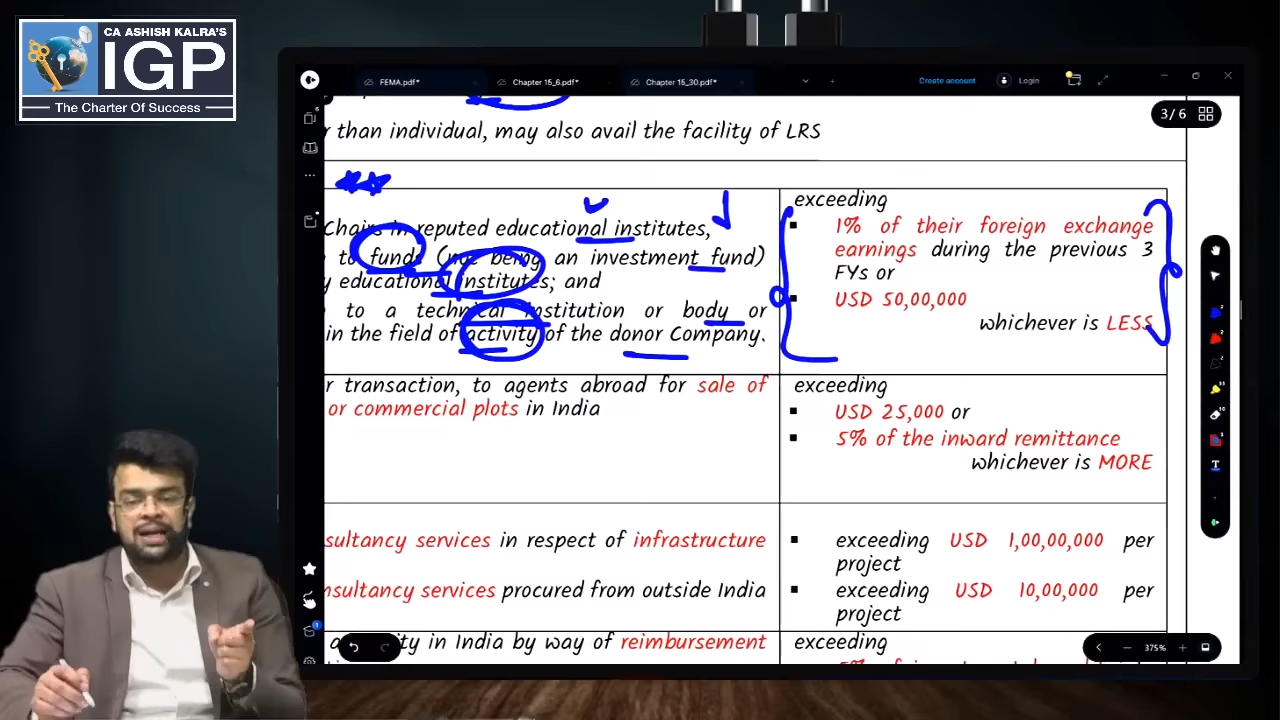 CA ASHISH KALRA'S
IGP
The Charter Of Success
FEMA.pdf*
Chapter 15_6.pdf*
Chapter 15_30.pdf*
Create account
Login
3/6
r than individual, may also avail the facility of LRS
Chairs in reputed educational institutes,
to funds (not being an investment fund)
y educational institutes; and
to a technical institution or body or
in the field of activity of the donor Company.
exceeding
1% of their foreign exchange
earnings during the previous 3
FYs or
USD 50,00,000
whichever is LESS
r transaction, to agents abroad for sale of
or commercial plots in India
exceeding
USD 25,000 or
5% of the inward remittance
whichever is MORE
sultancy services in respect of infrastructure
nsultancy services procured from outside India
exceeding USD 1,00,00,000 per
project
exceeding USD 10,00,000 per
project
ity in India by way of reimbursement
exceeding
375%